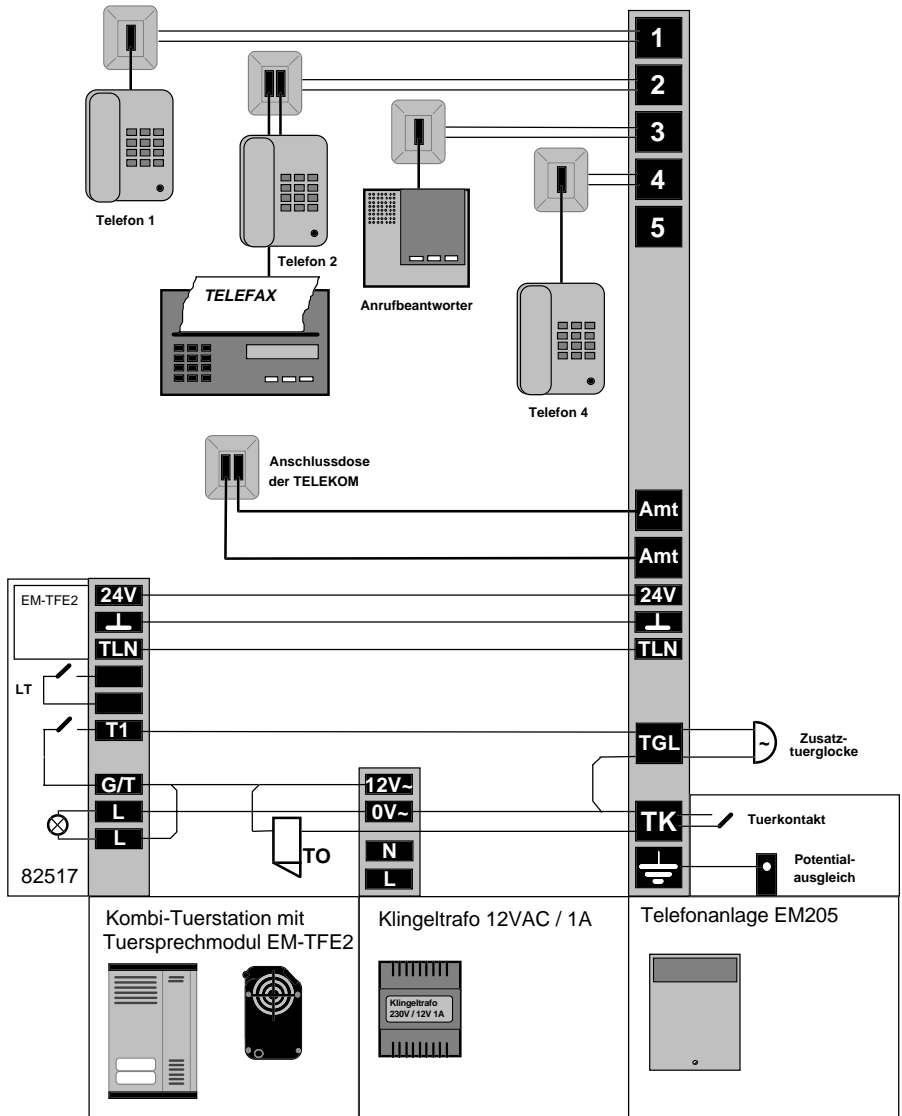 1
2
3
4
5
Telefon 1
Telefon 2
TELEFAX
Anrufbeantworter
Telefon 4
Anschlussdose
der TELEKOM
Amt
Amt
EM-TFE2
24V
24V
TLN
TLN
LT
T1
TGL
~
Zusatz-
tuerglocke
G/T
12V~
L
0V~
TK
Tuerkontakt
L
TO
N
L
Potential-
ausgleich
82517
Kombi-Tuerstation mit
Tuersprechmodul EM-TFE2
Klingeltrafo 12VAC / 1A
Telefonanlage EM205
Klingeltrafo
230V / 12V 1A